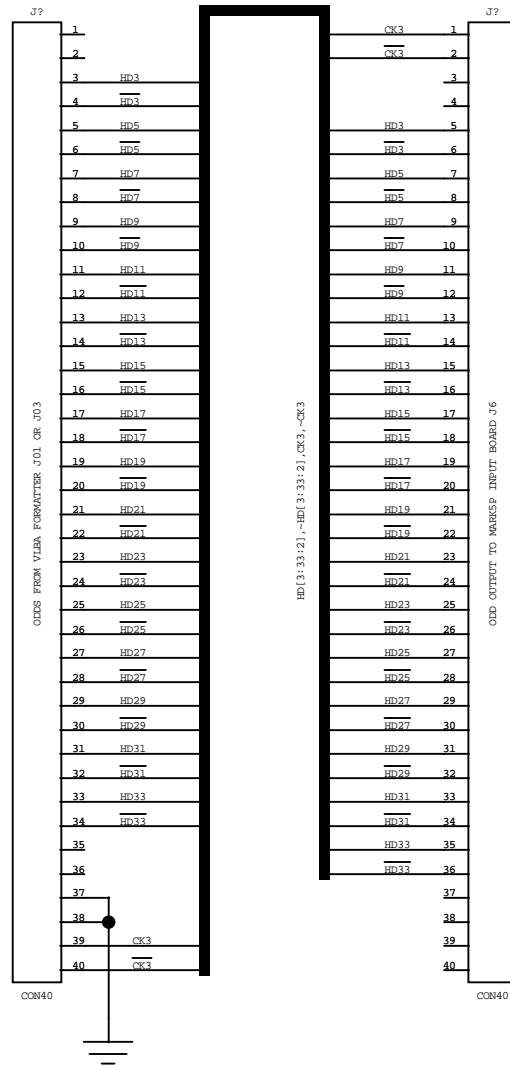 J?
1
2
3 HD3
4 HD3
5 HD5
6 HD5
7 HD7
8 HD7
9 HD9
10 HD9
11 HD11
12 HD11
13 HD13
14 HD13
15 HD15
16 HD15
17 HD17
18 HD17
19 HD19
20 HD19
21 HD21
22 HD21
23 HD23
24 HD23
25 HD25
26 HD25
27 HD27
28 HD27
29 HD29
30 HD29
31 HD31
32 HD31
33 HD33
34 HD33
35
36
37
38
39 CK3
40 CK3
CON40
ODDS FROM VLBA FORMATTER J01 OR J03
HD[3:33:2],~HD[3:33:2],CK3,~CK3
J?
CK3 1
CK3 2
3
4
HD3 5
HD3 6
HD5 7
HD5 8
HD7 9
HD7 10
HD9 11
HD9 12
HD11 13
HD11 14
HD13 15
HD13 16
HD15 17
HD15 18
HD17 19
HD17 20
HD19 21
HD19 22
HD21 23
HD21 24
HD23 25
HD23 26
HD25 27
HD25 28
HD27 29
HD27 30
HD29 31
HD29 32
HD31 33
HD31 34
HD33 35
HD33 36
37
38
39
40
CON40
ODD OUTPUT TO MARK5P INPUT BOARD J6